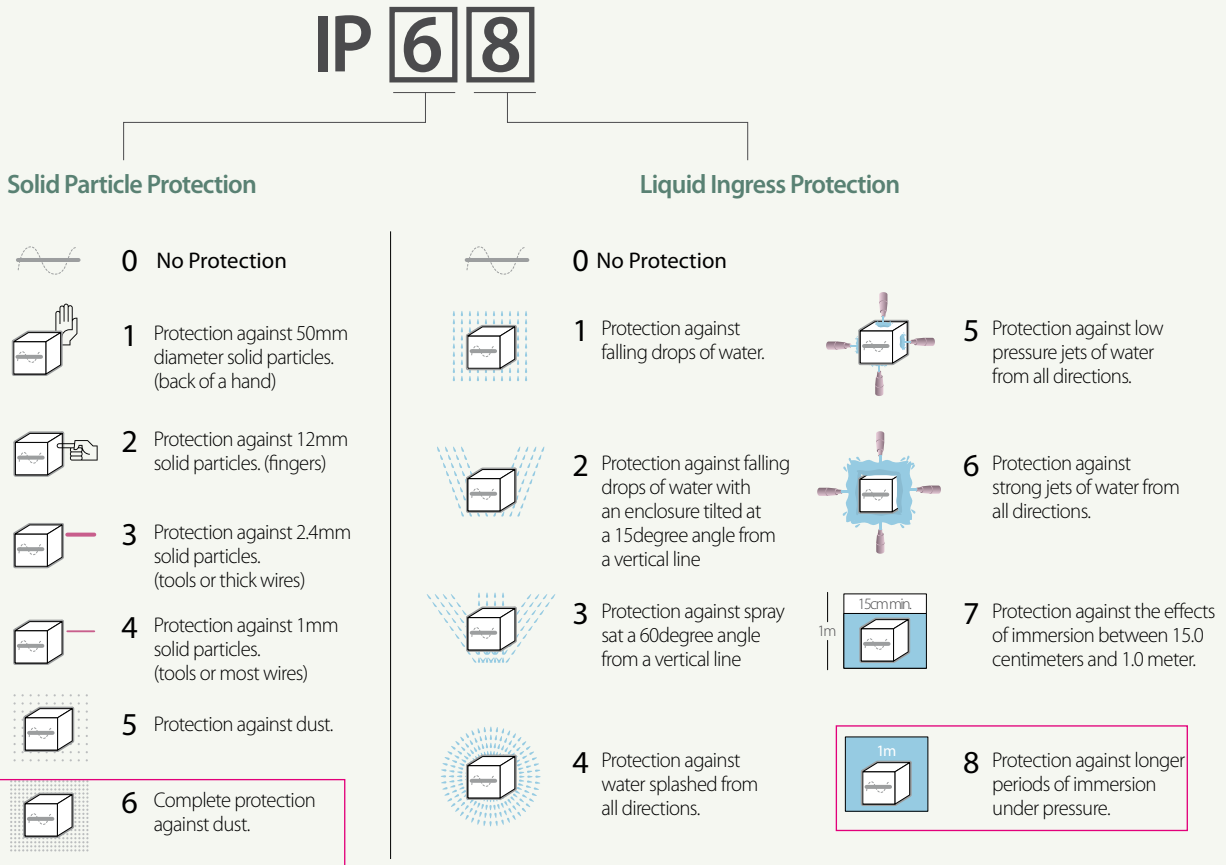 IP 6 8
Solid Particle Protection
0 No Protection
1 Protection against 50mm
diameter solid particles.
(back of a hand)
2 Protection against 12mm
solid particles. (fingers)
3 Protection against 2.4mm
solid particles.
(tools or thick wires)
4 Protection against 1mm
solid particles.
(tools or most wires)
5 Protection against dust.
6 Complete protection
against dust.
Liquid Ingress Protection
0 No Protection
1 Protection against
falling drops of water.
2 Protection against falling
drops of water with
an enclosure tilted at
a 15degree angle from
a vertical line
3 Protection against spray
sat a 60degree angle
from a vertical line
4 Protection against
water splashed from
all directions.
5 Protection against low
pressure jets of water
from all directions.
6 Protection against
strong jets of water from
all directions.
15cm min.
1m
7 Protection against the effects
of immersion between 15.0
centimeters and 1.0 meter.
1m
8 Protection against longer
periods of immersion
under pressure.